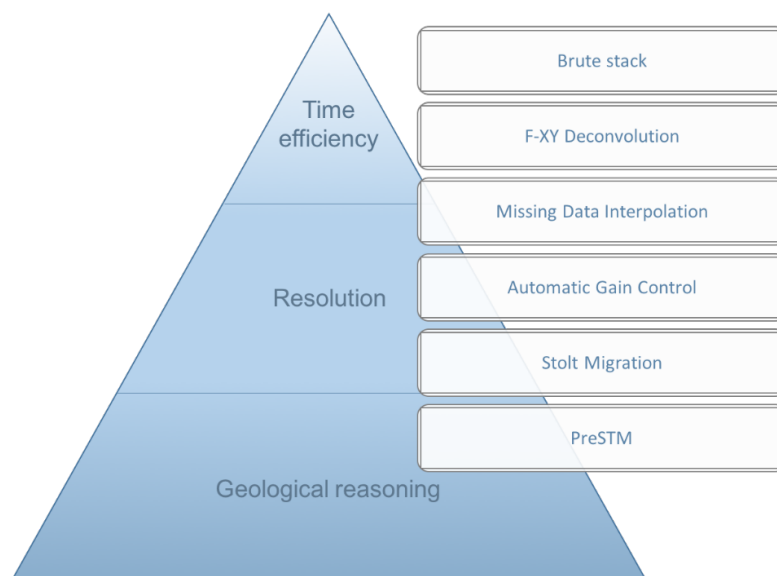 Time
efficiency
Resolution
Geological reasoning
Brute stack
F-XY Deconvolution
Missing Data Interpolation
Automatic Gain Control
Stolt Migration
PreSTM